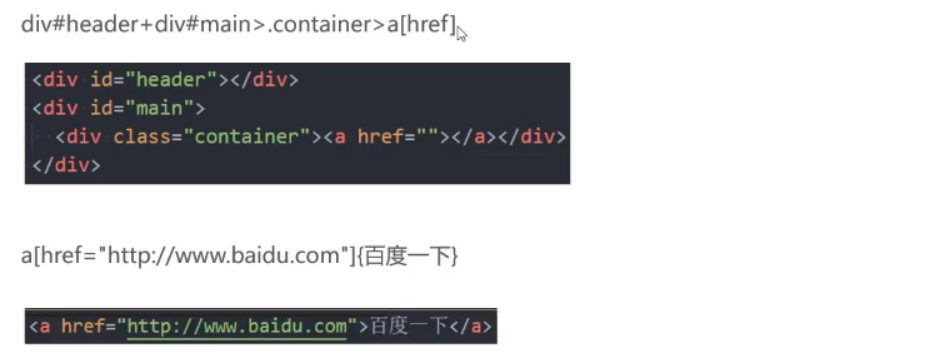 div#header+div#main>.container>a[href]
<div id="header"></div>
<div id="main">
<div class="container"><a href=""></a></div>
</div>
a[href="http://www.baidu.com"]{百度一下}
<a href="http://www.baidu.com">百度一下</a>